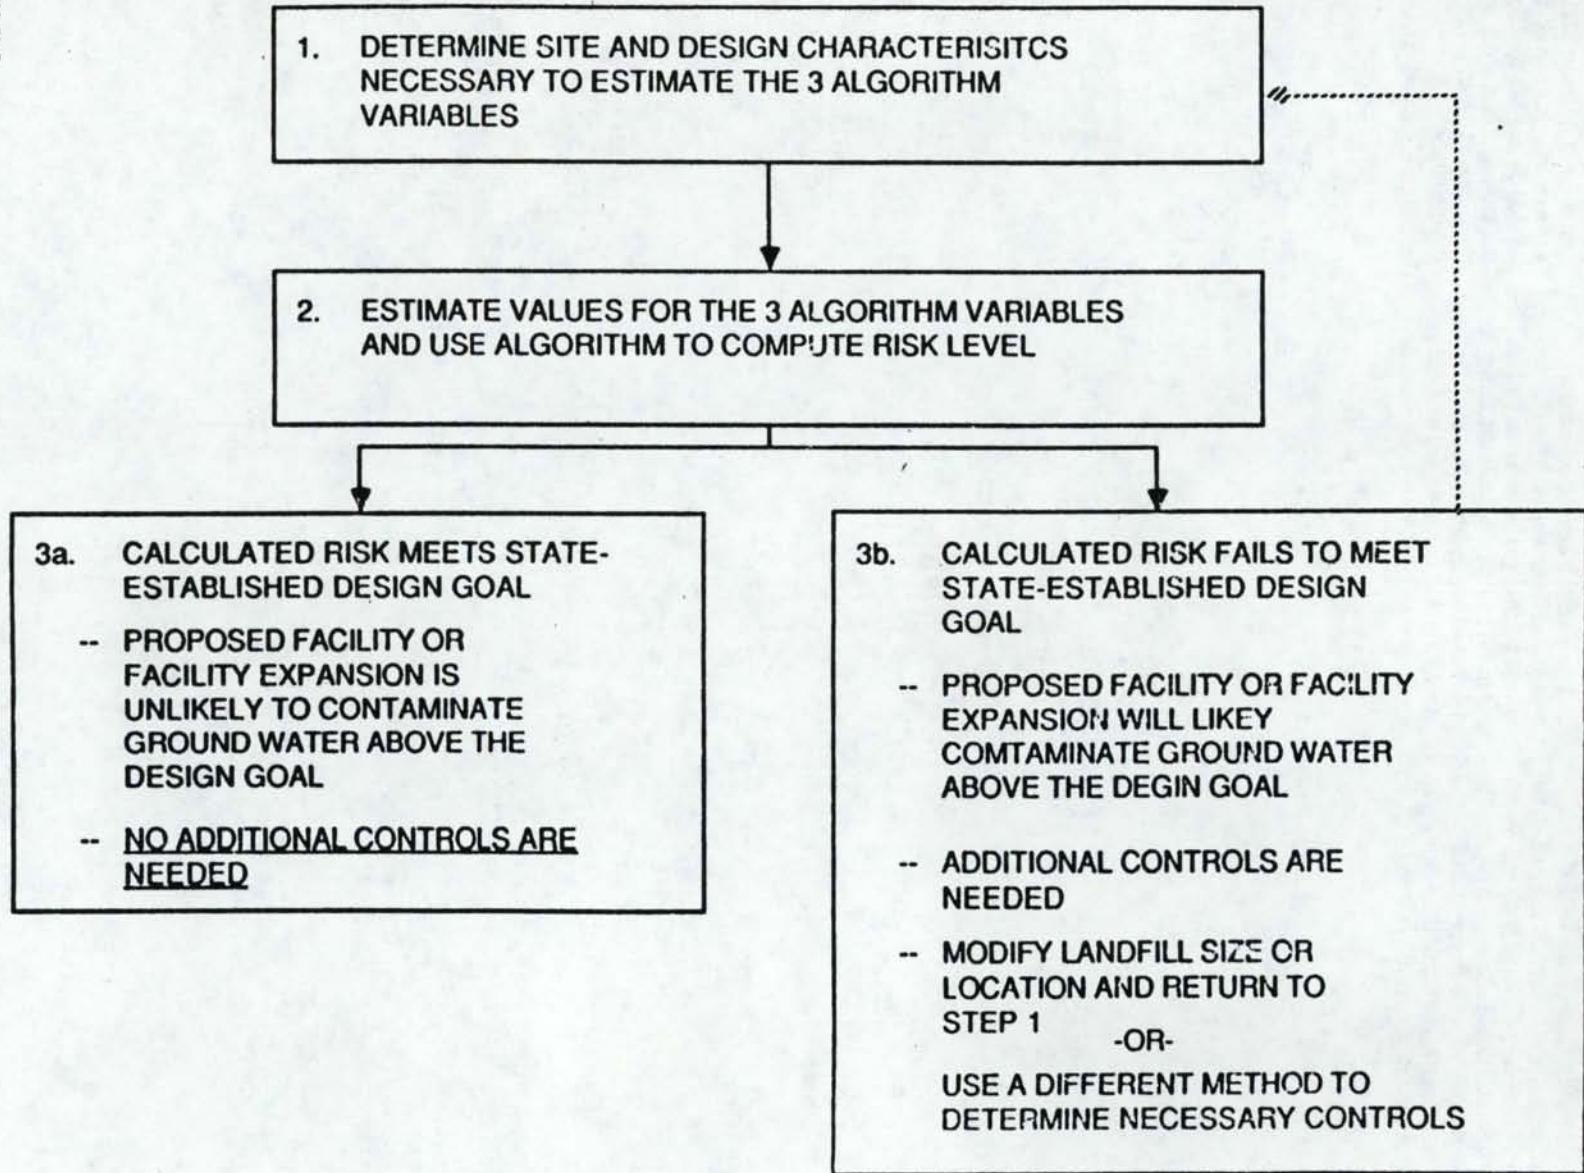 1. DETERMINE SITE AND DESIGN CHARACTERISITCS
NECESSARY TO ESTIMATE THE 3 ALGORITHM
VARIABLES
2. ESTIMATE VALUES FOR THE 3 ALGORITHM VARIABLES
AND USE ALGORITHM TO COMPUTE RISK LEVEL
3a. CALCULATED RISK MEETS STATE-
ESTABLISHED DESIGN GOAL
-- PROPOSED FACILITY OR
FACILITY EXPANSION IS
UNLIKELY TO CONTAMINATE
GROUND WATER ABOVE THE
DESIGN GOAL
-- NO ADDITIONAL CONTROLS ARE
NEEDED
3b. CALCULATED RISK FAILS TO MEET
STATE-ESTABLISHED DESIGN
GOAL
-- PROPOSED FACILITY OR FACILITY
EXPANSION WILL LIKEY
COMTAMINATE GROUND WATER
ABOVE THE DEGIN GOAL
-- ADDITIONAL CONTROLS ARE
NEEDED
-- MODIFY LANDFILL SIZE OR
LOCATION AND RETURN TO
STEP 1
-OR-
USE A DIFFERENT METHOD TO
DETERMINE NECESSARY CONTROLS